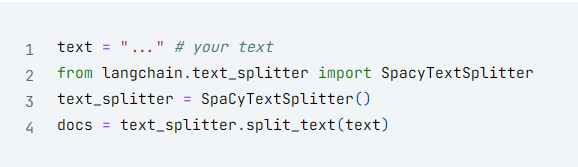 1 text = "..." # your text
2 from langchain.text_splitter import SpacyTextSplitter
3 text_splitter = SpaCyTextSplitter()
4 docs = text_splitter.split_text(text)